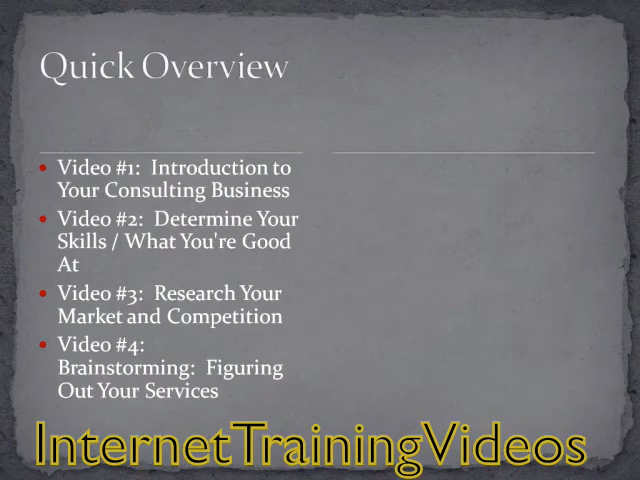 Quick Overview
• Video #1:  Introduction to
Your Consulting Business
• Video #2:  Determine Your
Skills / What You're Good
At
• Video #3:  Research Your
Market and Competition
• Video #4:
Brainstorming:  Figuring
Out Your Services
InternetTrainingVideos